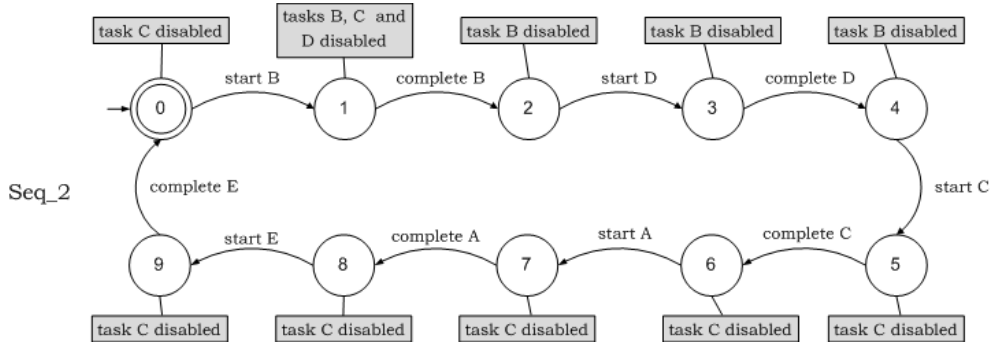 task C disabled
tasks B, C and
D disabled
task B disabled
task B disabled
task B disabled
start B
complete B
start D
complete D
0
1
2
3
4
Seq_2
complete E
start C
start E
complete A
start A
complete C
9
8
7
6
5
task C disabled
task C disabled
task C disabled
task C disabled
task C disabled